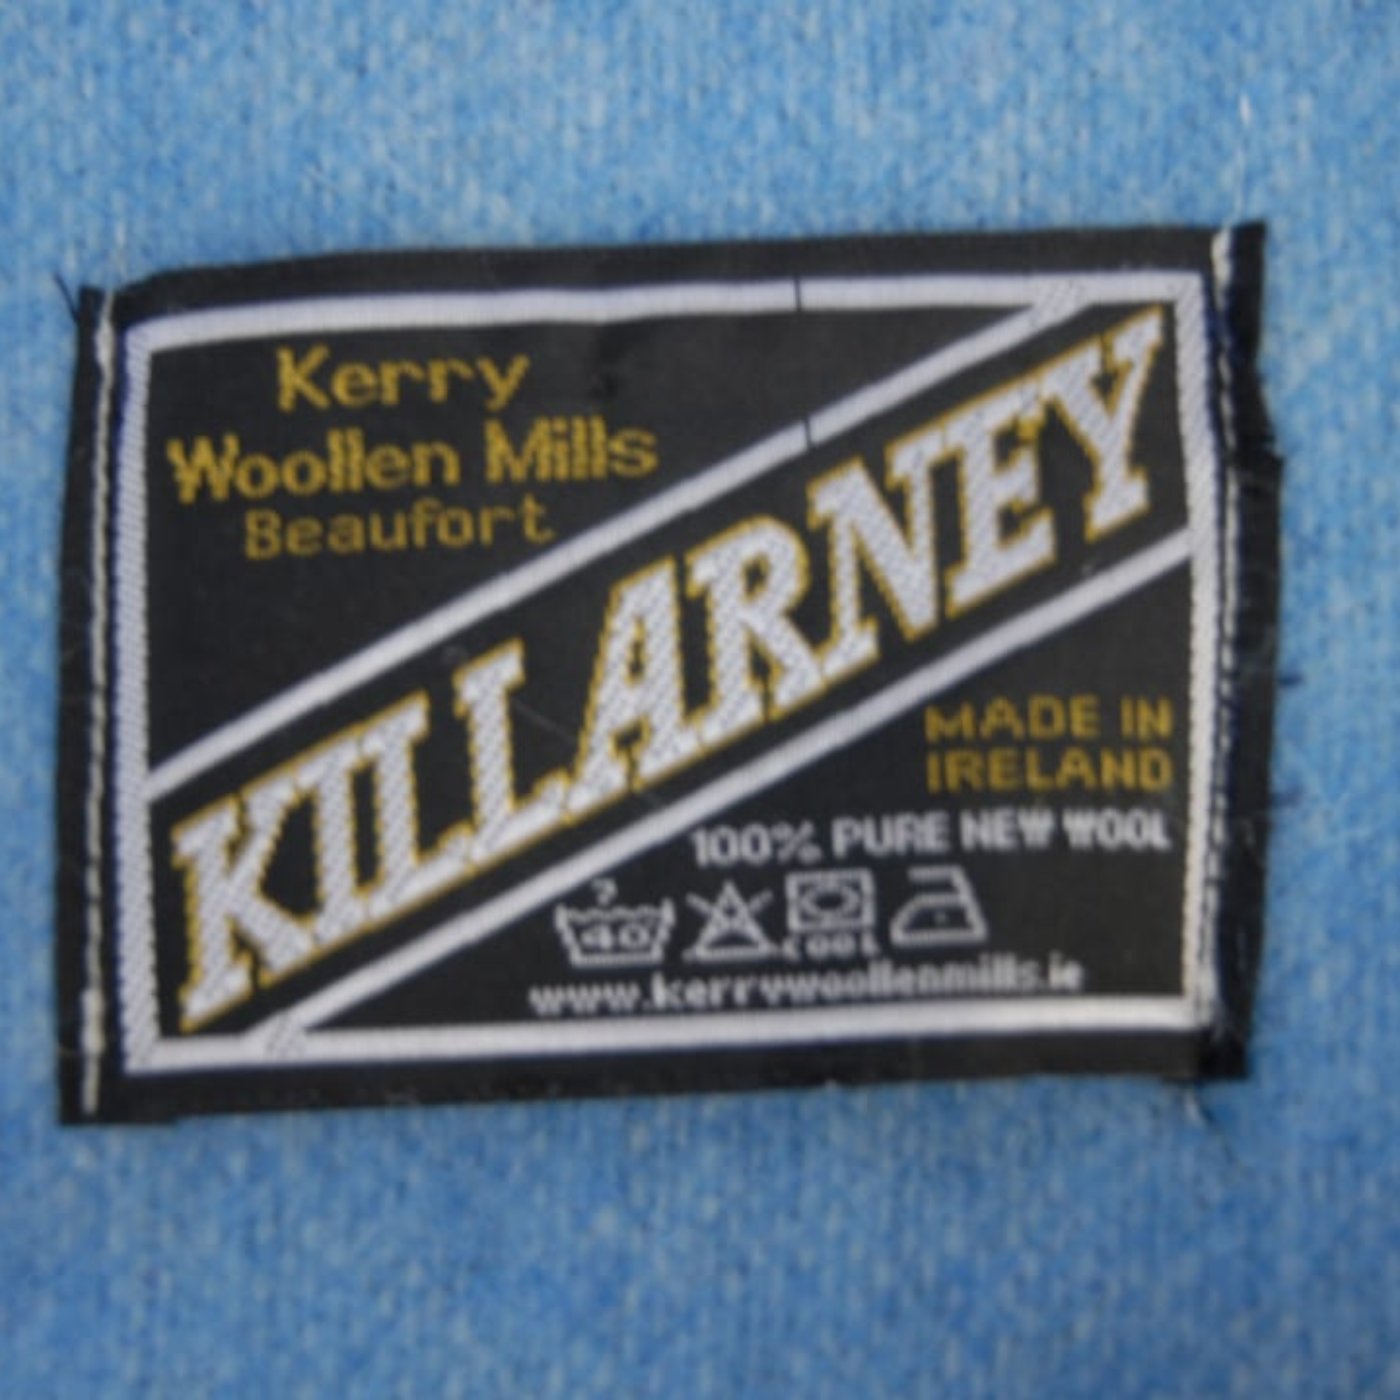 Kerry
Woollen Mills
Beaufort
KILLARNEY
MADE IN
IRELAND
100% PURE NEW WOOL
?
40
COOL
www.kerrywoollenmills.ie